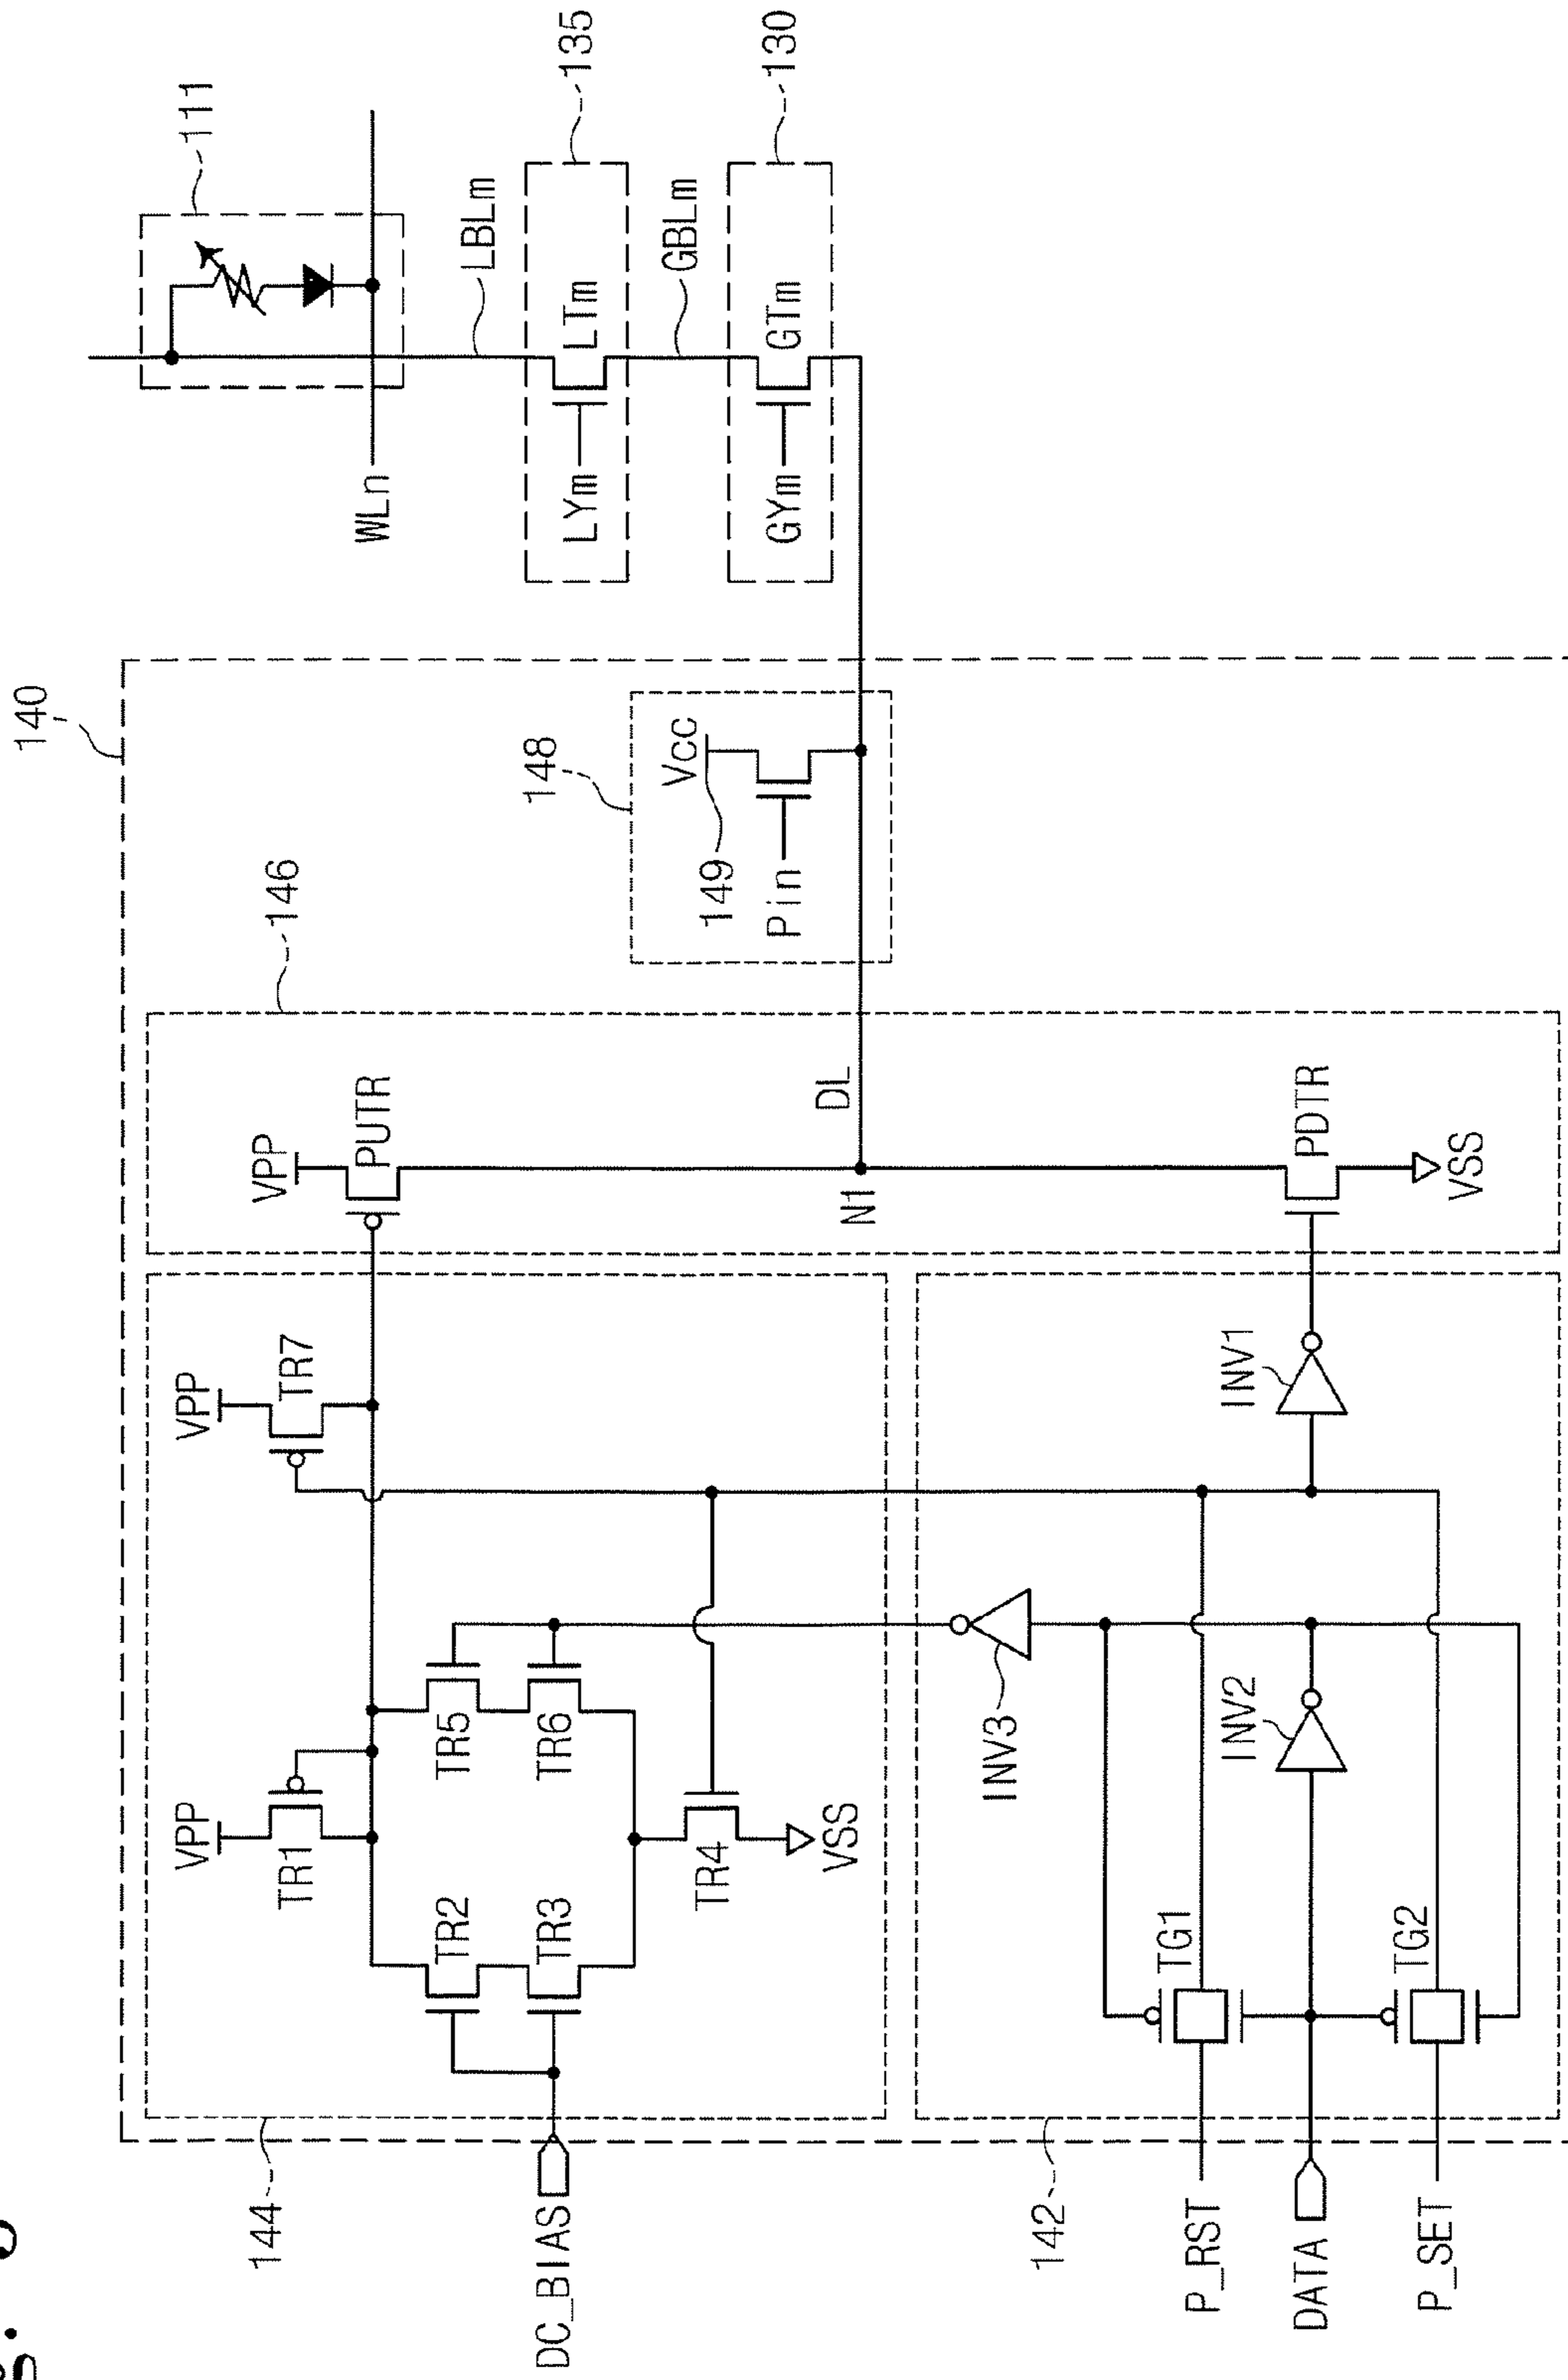 140
144
VPP
TR1
VPP
TR7
TR2
TR5
TR3
TR6
TR4
VSS
DC_BIAS
142
INV3
P_RST
TG1
DATA
INV2
INV1
P_SET
TG2
146
VPP
PUTR
N1
DL
PDTR
VSS
148
Vcc
149
Pin
111
WLn
LBLm
135
LYm
LTm
GBLm
130
GYm
GTm